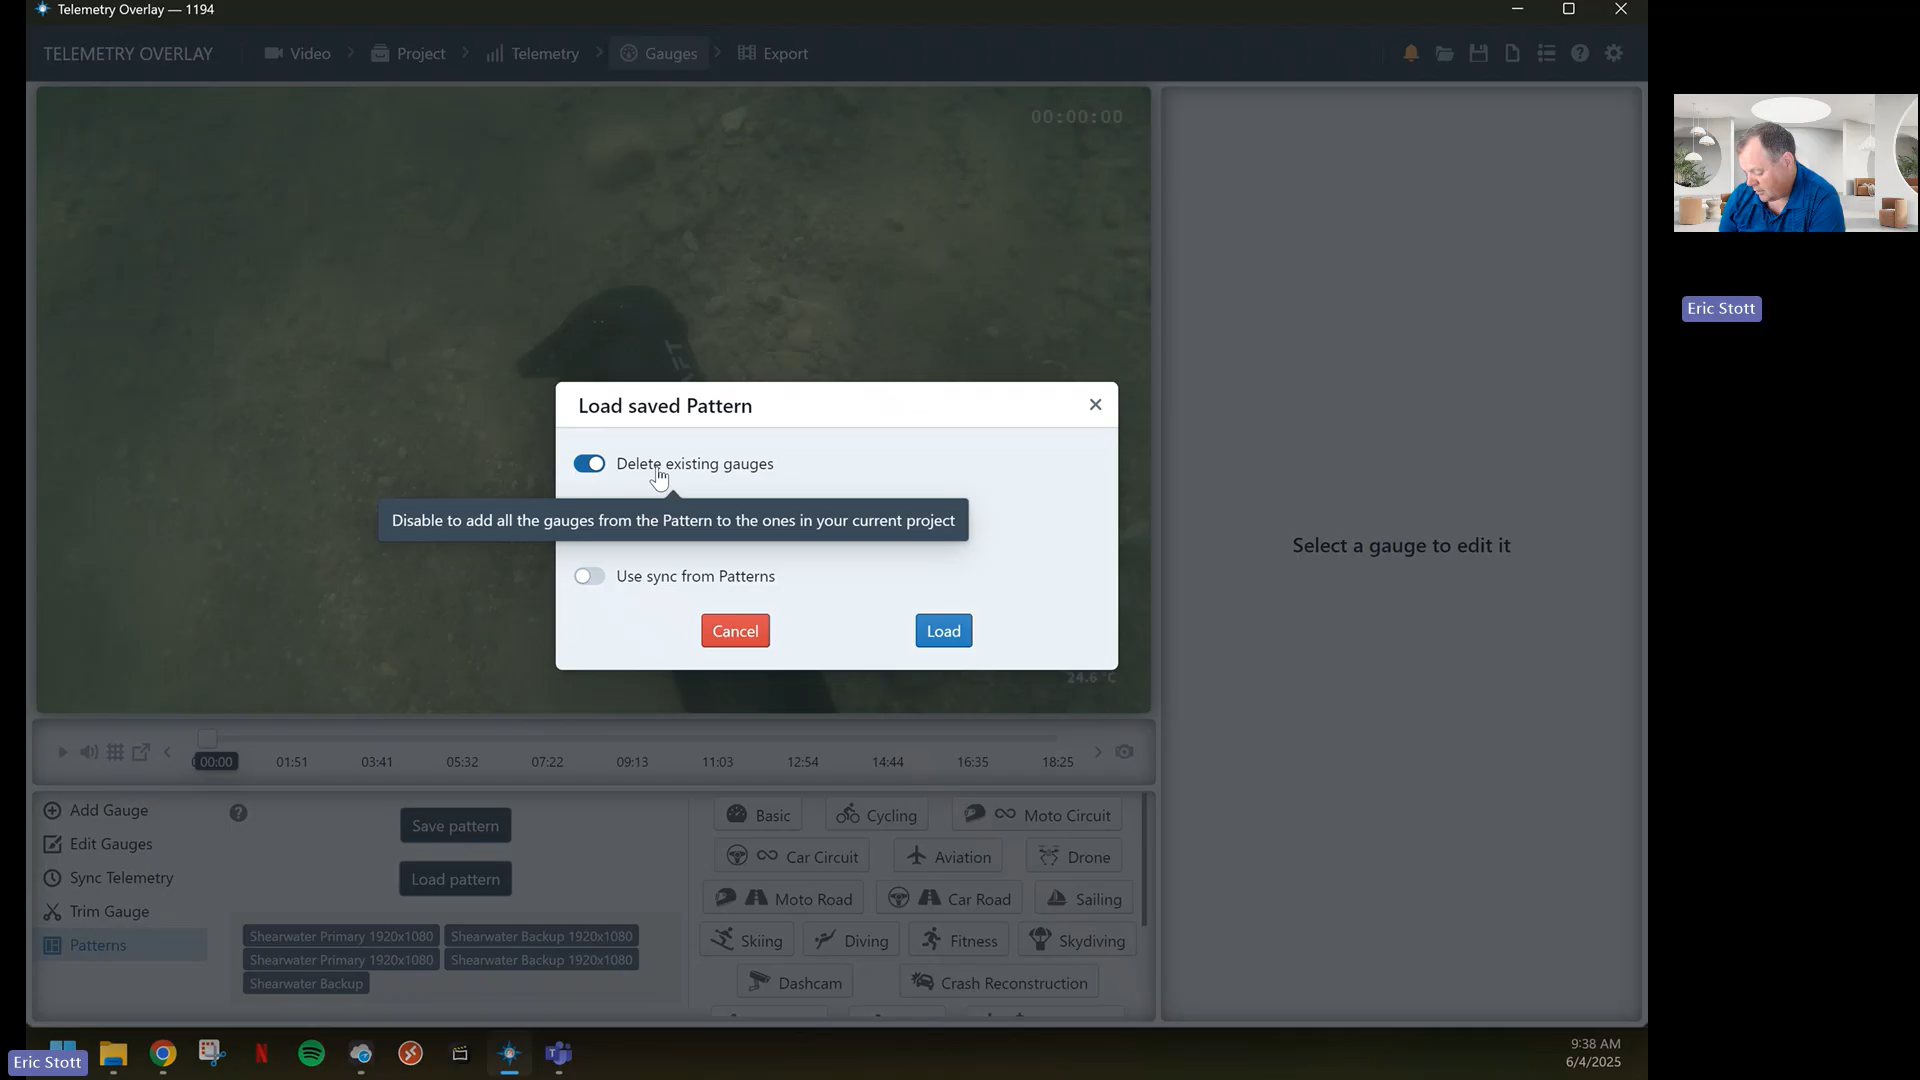 Telemetry Overlay — 1194
TELEMETRY OVERLAY
Video
Project
Telemetry
Gauges
Export
00:00:00
Load saved Pattern
Delete existing gauges
Disable to add all the gauges from the Pattern to the ones in your current project
Use sync from Patterns
Cancel
Load
24.6 °C
Select a gauge to edit it
00:00
01:51
03:41
05:32
07:22
09:13
11:03
12:54
14:44
16:35
18:25
Add Gauge
Edit Gauges
Sync Telemetry
Trim Gauge
Patterns
Save pattern
Load pattern
Shearwater Primary 1920x1080
Shearwater Backup 1920x1080
Shearwater Primary 1920x1080
Shearwater Backup 1920x1080
Shearwater Backup
Basic
Cycling
Moto Circuit
Car Circuit
Aviation
Drone
Moto Road
Car Road
Sailing
Skiing
Diving
Fitness
Skydiving
Dashcam
Crash Reconstruction
Eric Stott
Eric Stott
9:38 AM
6/4/2025